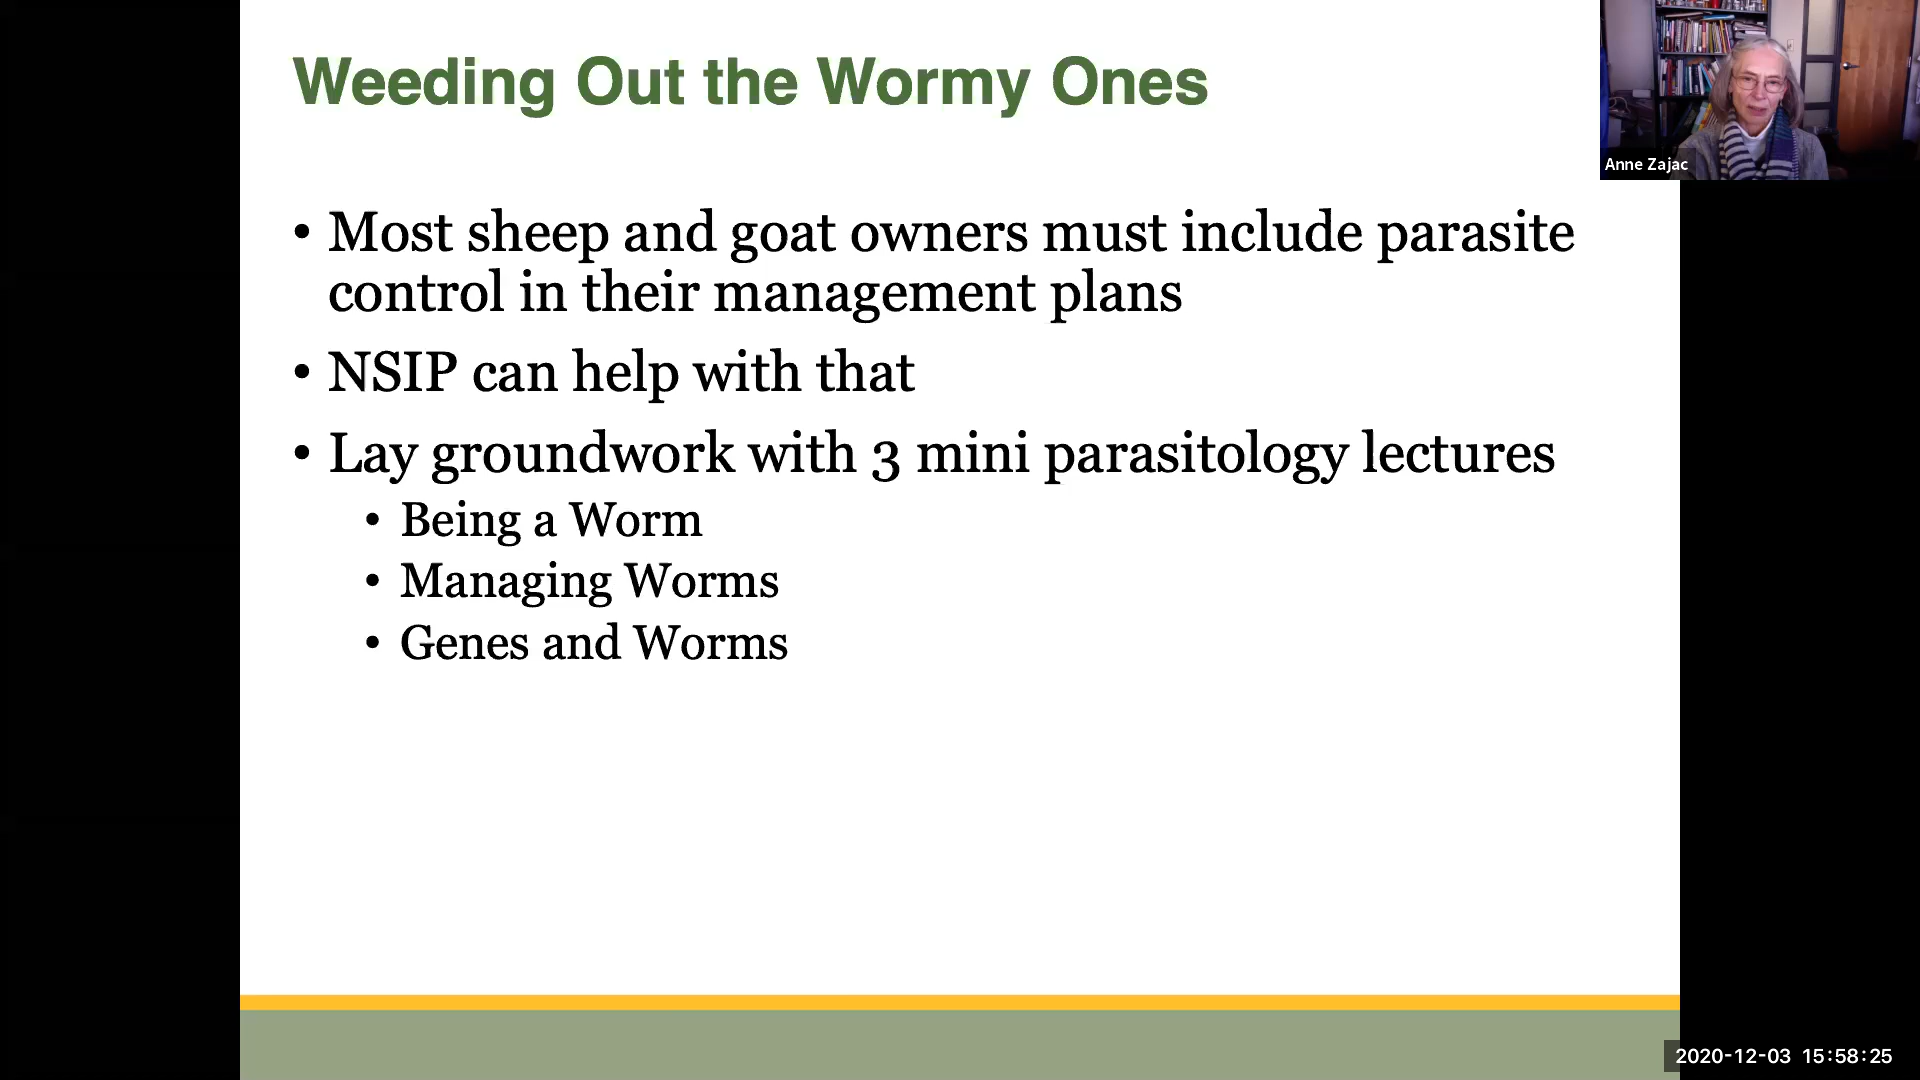 Weeding Out the Wormy Ones
Anne Zajac
• Most sheep and goat owners must include parasite
control in their management plans
• NSIP can help with that
• Lay groundwork with 3 mini parasitology lectures
• Being a Worm
• Managing Worms
• Genes and Worms
2020-12-03 15:58:25